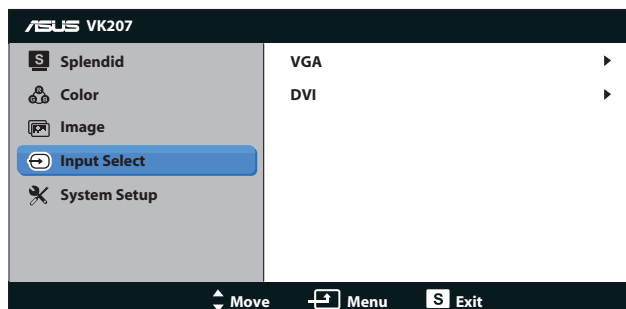 ASUS VK207
S Splendid
Color
Image
Input Select
System Setup
VGA
DVI
Move Menu S Exit